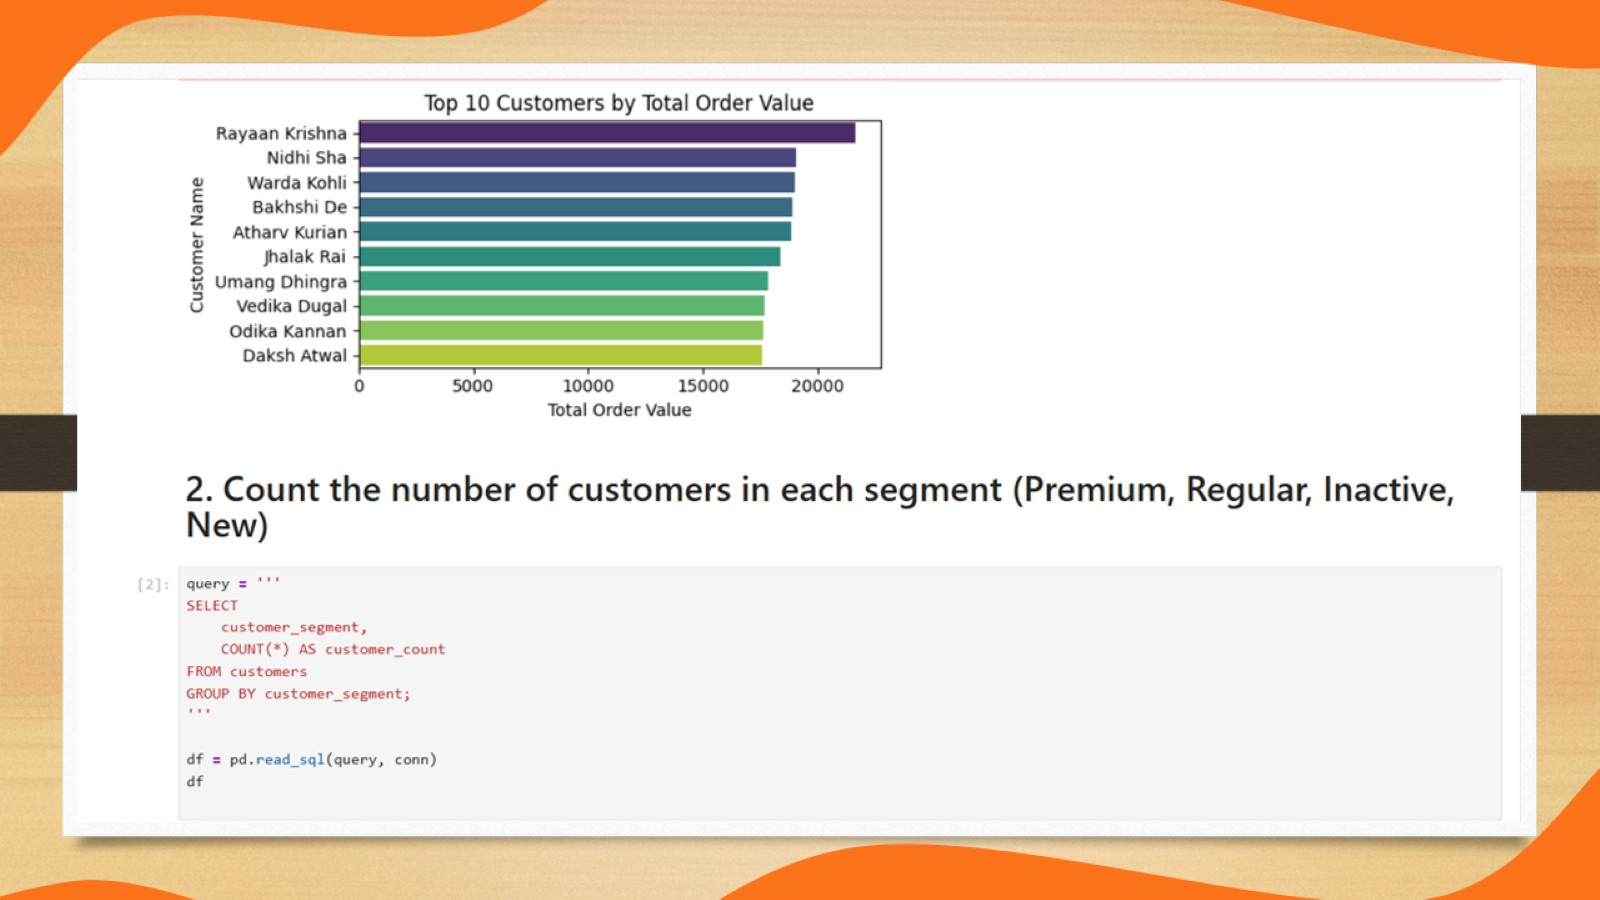 Top 10 Customers by Total Order Value
Customer Name
Rayaan Krishna
Nidhi Sha
Warda Kohli
Bakhshi De
Atharv Kurian
Jhalak Rai
Umang Dhingra
Vedika Dugal
Odika Kannan
Daksh Atwal
0 5000 10000 15000 20000
Total Order Value
2. Count the number of customers in each segment (Premium, Regular, Inactive,
New)
[2]: query = '''
SELECT
    customer_segment,
    COUNT(*) AS customer_count
FROM customers
GROUP BY customer_segment;
'''
df = pd.read_sql(query, conn)
df